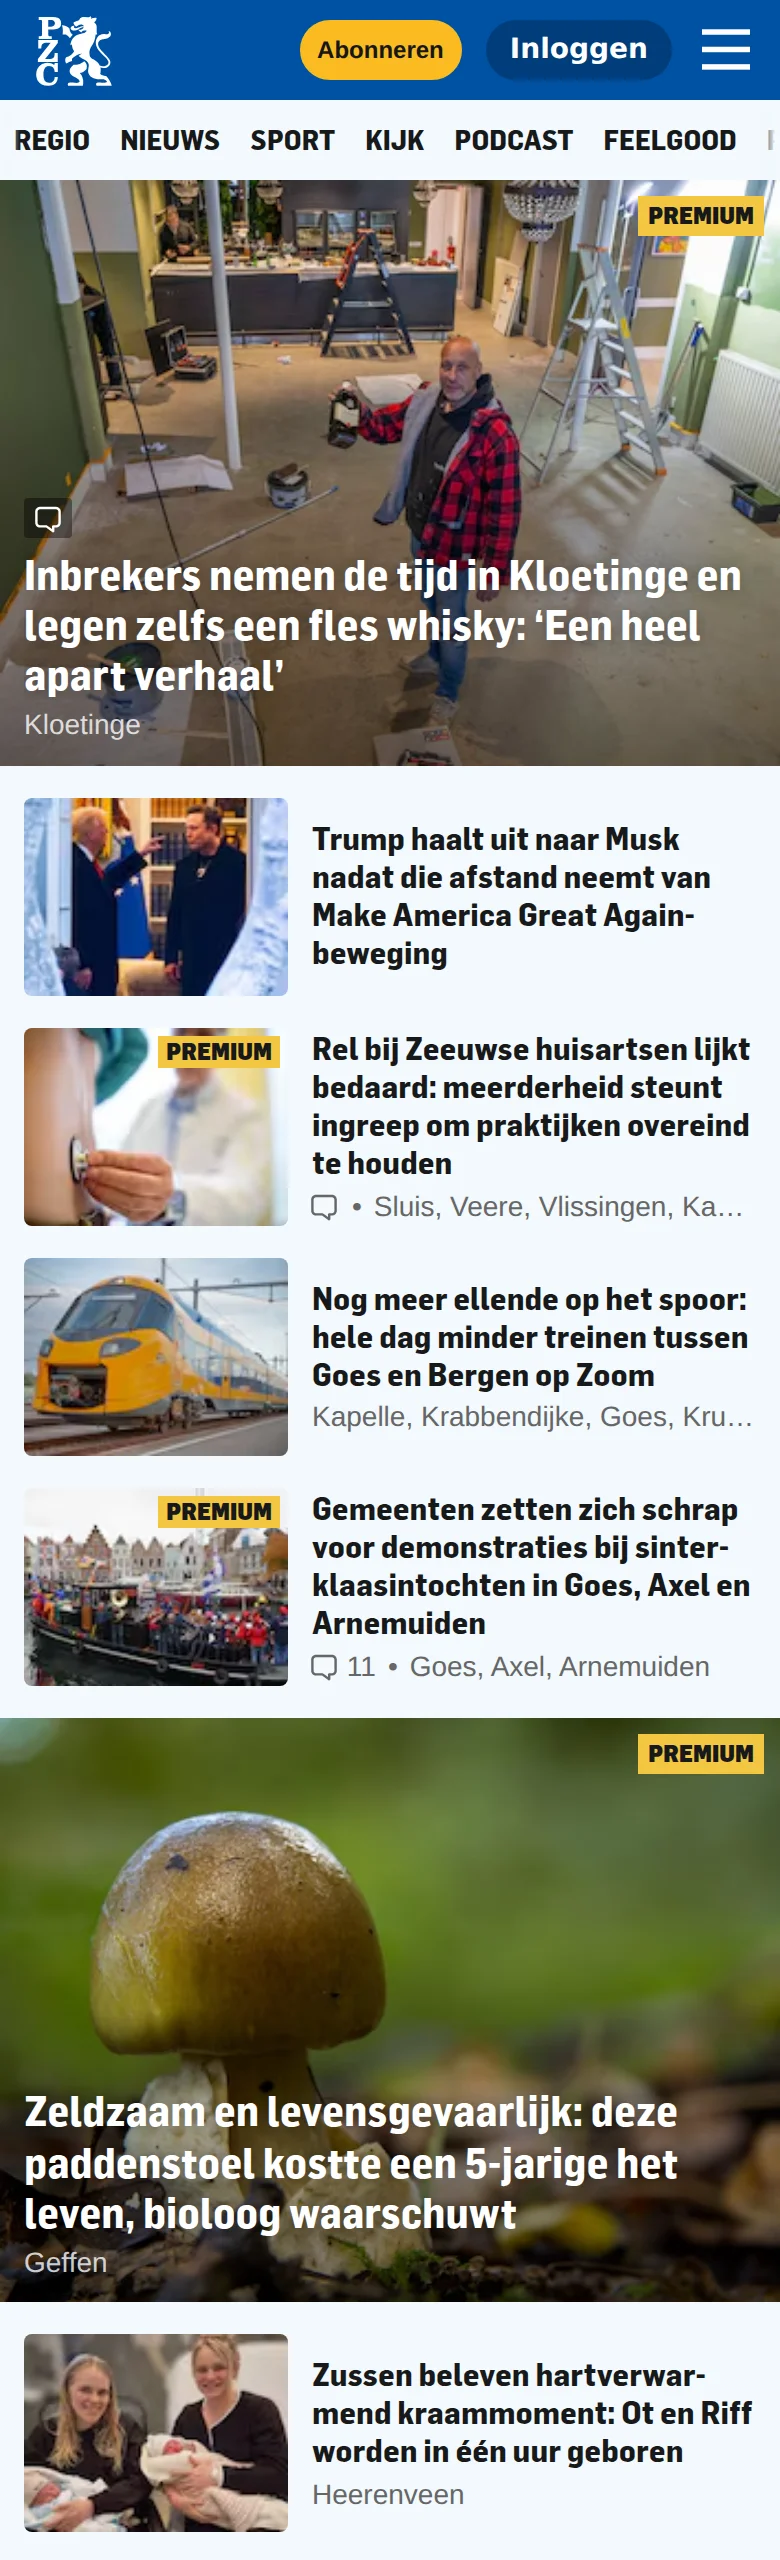 P
Z
C
Abonneren
Inloggen
REGIO NIEUWS SPORT KIJK PODCAST FEELGOOD
PREMIUM
Inbrekers nemen de tijd in Kloetinge en
legen zelfs een fles whisky: ‘Een heel
apart verhaal’
Kloetinge
Trump haalt uit naar Musk
nadat die afstand neemt van
Make America Great Again-
beweging
PREMIUM
Rel bij Zeeuwse huisartsen lijkt
bedaard: meerderheid steunt
ingreep om praktijken overeind
te houden
• Sluis, Veere, Vlissingen, Ka…
Nog meer ellende op het spoor:
hele dag minder treinen tussen
Goes en Bergen op Zoom
Kapelle, Krabbendijke, Goes, Kru…
PREMIUM
Gemeenten zetten zich schrap
voor demonstraties bij sinter-
klaasintochten in Goes, Axel en
Arnemuiden
11 • Goes, Axel, Arnemuiden
PREMIUM
Zeldzaam en levensgevaarlijk: deze
paddenstoel kostte een 5-jarige het
leven, bioloog waarschuwt
Geffen
Zussen beleven hartverwar-
mend kraammoment: Ot en Riff
worden in één uur geboren
Heerenveen